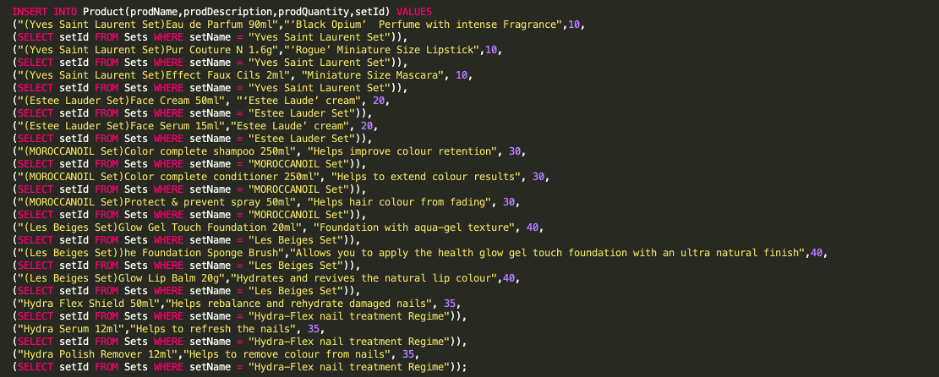 INSERT INTO Product(prodName,prodDescription,prodQuantity,setId) VALUES
("(Yves Saint Laurent Set)Eau de Parfum 90ml","‘Black Opium’  Perfume with intense Fragrance",10,
(SELECT setId FROM Sets WHERE setName = "Yves Saint Laurent Set")),
("(Yves Saint Laurent Set)Pur Couture N 1.6g","‘Rogue’ Miniature Size Lipstick",10,
(SELECT setId FROM Sets WHERE setName = "Yves Saint Laurent Set")),
("(Yves Saint Laurent Set)Effect Faux Cils 2ml", "Miniature Size Mascara", 10,
(SELECT setId FROM Sets WHERE setName = "Yves Saint Laurent Set")),
("(Estee Lauder Set)Face Cream 50ml", "‘Estee Laude’ cream", 20,
(SELECT setId FROM Sets WHERE setName = "Estee Lauder Set")),
("(Estee Lauder Set)Face Serum 15ml","Estee Laude’ cream", 20,
(SELECT setId FROM Sets WHERE setName = "Estee Lauder Set")),
("(MOROCCANOIL Set)Color complete shampoo 250ml", "Helps improve colour retention", 30,
(SELECT setId FROM Sets WHERE setName = "MOROCCANOIL Set")),
("(MOROCCANOIL Set)Color complete conditioner 250ml", "Helps to extend colour results", 30,
(SELECT setId FROM Sets WHERE setName = "MOROCCANOIL Set")),
("(MOROCCANOIL Set)Protect & prevent spray 50ml", "Helps hair colour from fading", 30,
(SELECT setId FROM Sets WHERE setName = "MOROCCANOIL Set")),
("(Les Beiges Set)Glow Gel Touch Foundation 20ml", "Foundation with aqua-gel texture", 40,
(SELECT setId FROM Sets WHERE setName = "Les Beiges Set")),
("(Les Beiges Set))he Foundation Sponge Brush","Allows you to apply the health glow gel touch foundation with an ultra natural finish",40,
(SELECT setId FROM Sets WHERE setName = "Les Beiges Set")),
("(Les Beiges Set)Glow Lip Balm 20g","Hydrates and revives the natural lip colour",40,
(SELECT setId FROM Sets WHERE setName = "Les Beiges Set")),
("Hydra Flex Shield 50ml","Helps rebalance and rehydrate damaged nails", 35,
(SELECT setId FROM Sets WHERE setName = "Hydra-Flex nail treatment Regime")),
("Hydra Serum 12ml","Helps to refresh the nails", 35,
(SELECT setId FROM Sets WHERE setName = "Hydra-Flex nail treatment Regime")),
("Hydra Polish Remover 12ml","Helps to remove colour from nails", 35,
(SELECT setId FROM Sets WHERE setName = "Hydra-Flex nail treatment Regime"));